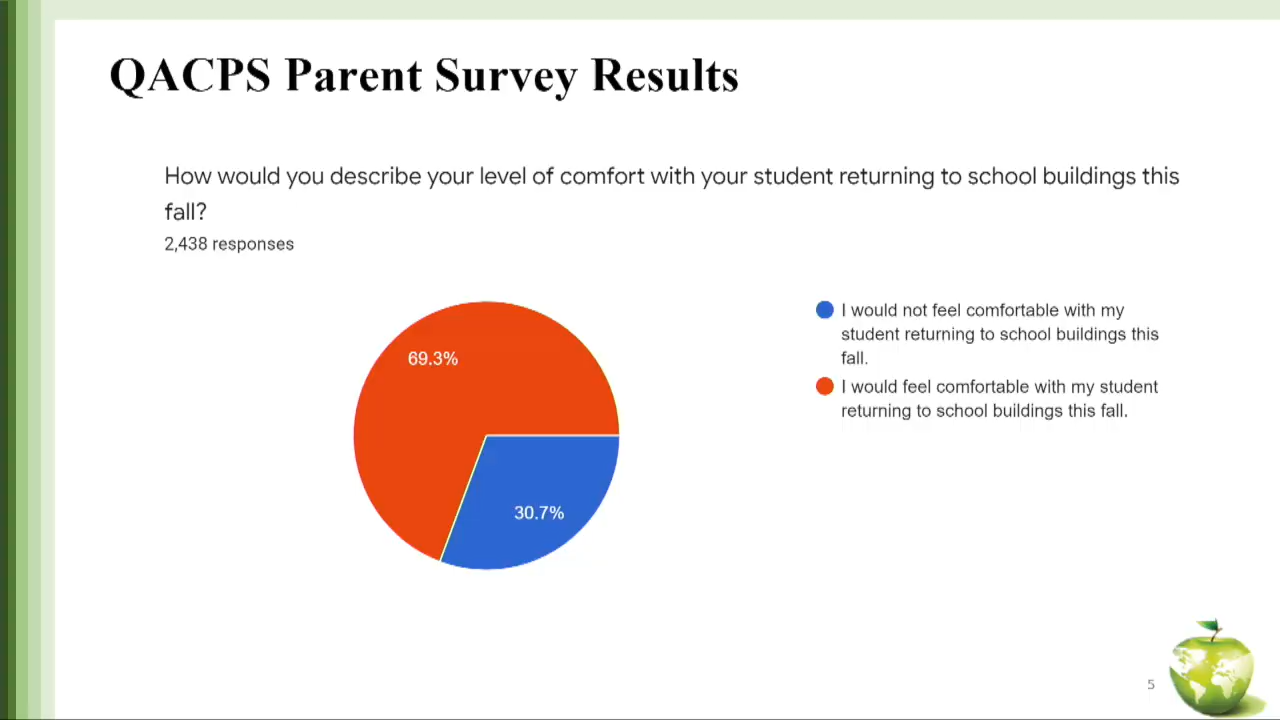 QACPS Parent Survey Results
How would you describe your level of comfort with your student returning to school buildings this
fall?
2,438 responses
69.3%
30.7%
I would not feel comfortable with my
student returning to school buildings this
fall.
I would feel comfortable with my student
returning to school buildings this fall.
5